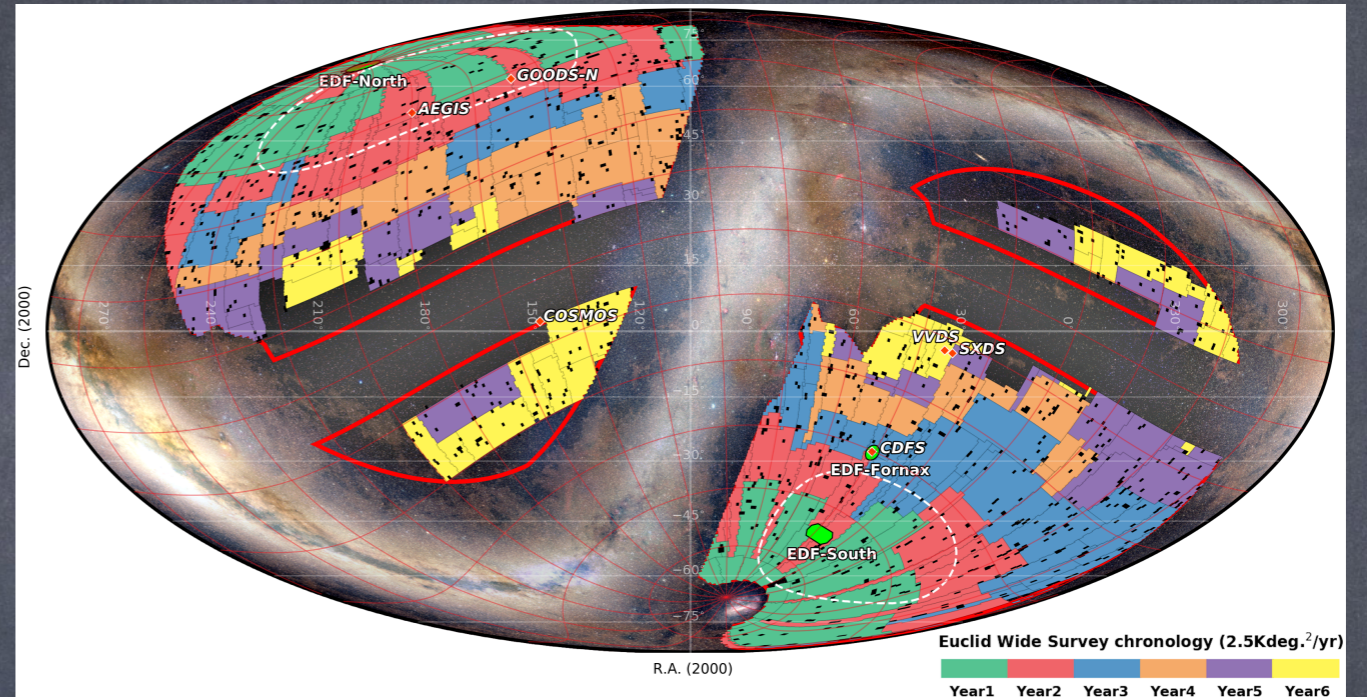 75°
60°
45°
30°
15
0
−15
−30
−45
−60
−75°
EDF-North
GOODS-N
AEGIS
270
240
210
180
150
120
90
60
30
0
330
300
COSMOS
VVDS
SXDS
CDFS
EDF-Fornax
EDF-South
Dec. (2000)
R.A. (2000)
Euclid Wide Survey chronology (2.5Kdeg.²/yr)
Year1 Year2 Year3 Year4 Year5 Year6